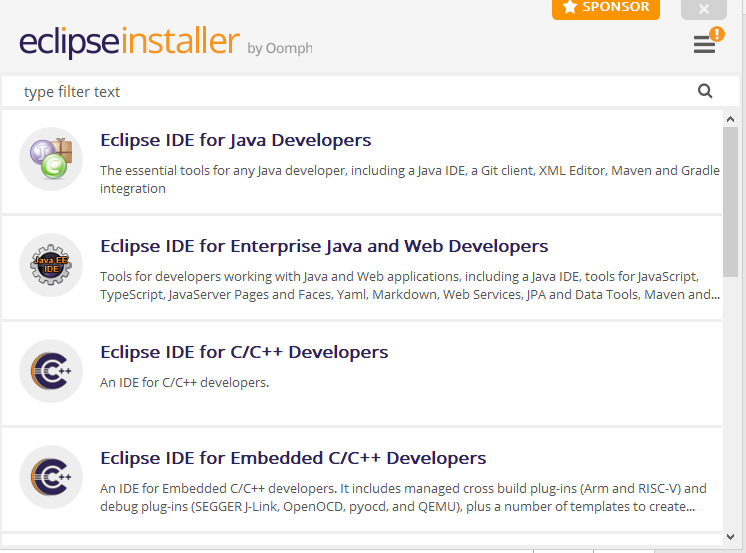 SPONSOR
eclipseinstaller by Oomph
type filter text
Eclipse IDE for Java Developers
The essential tools for any Java developer, including a Java IDE, a Git client, XML Editor, Maven and Gradle
integration
Java EE
IDE
Eclipse IDE for Enterprise Java and Web Developers
Tools for developers working with Java and Web applications, including a Java IDE, tools for JavaScript,
TypeScript, JavaServer Pages and Faces, Yaml, Markdown, Web Services, JPA and Data Tools, Maven and...
C++
Eclipse IDE for C/C++ Developers
An IDE for C/C++ developers.
C++
Eclipse IDE for Embedded C/C++ Developers
An IDE for Embedded C/C++ developers. It includes managed cross build plug-ins (Arm and RISC-V) and
debug plug-ins (SEGGER J-Link, OpenOCD, pyocd, and QEMU), plus a number of templates to create...